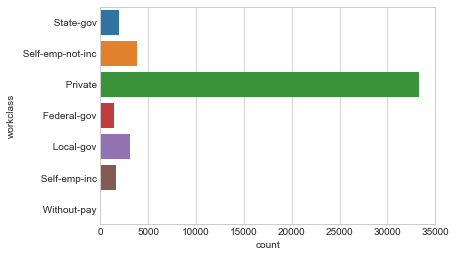 State-gov
Self-emp-not-inc
Private
Federal-gov
Local-gov
Self-emp-inc
Without-pay
workclass
0 5000 10000 15000 20000 25000 30000 35000
count